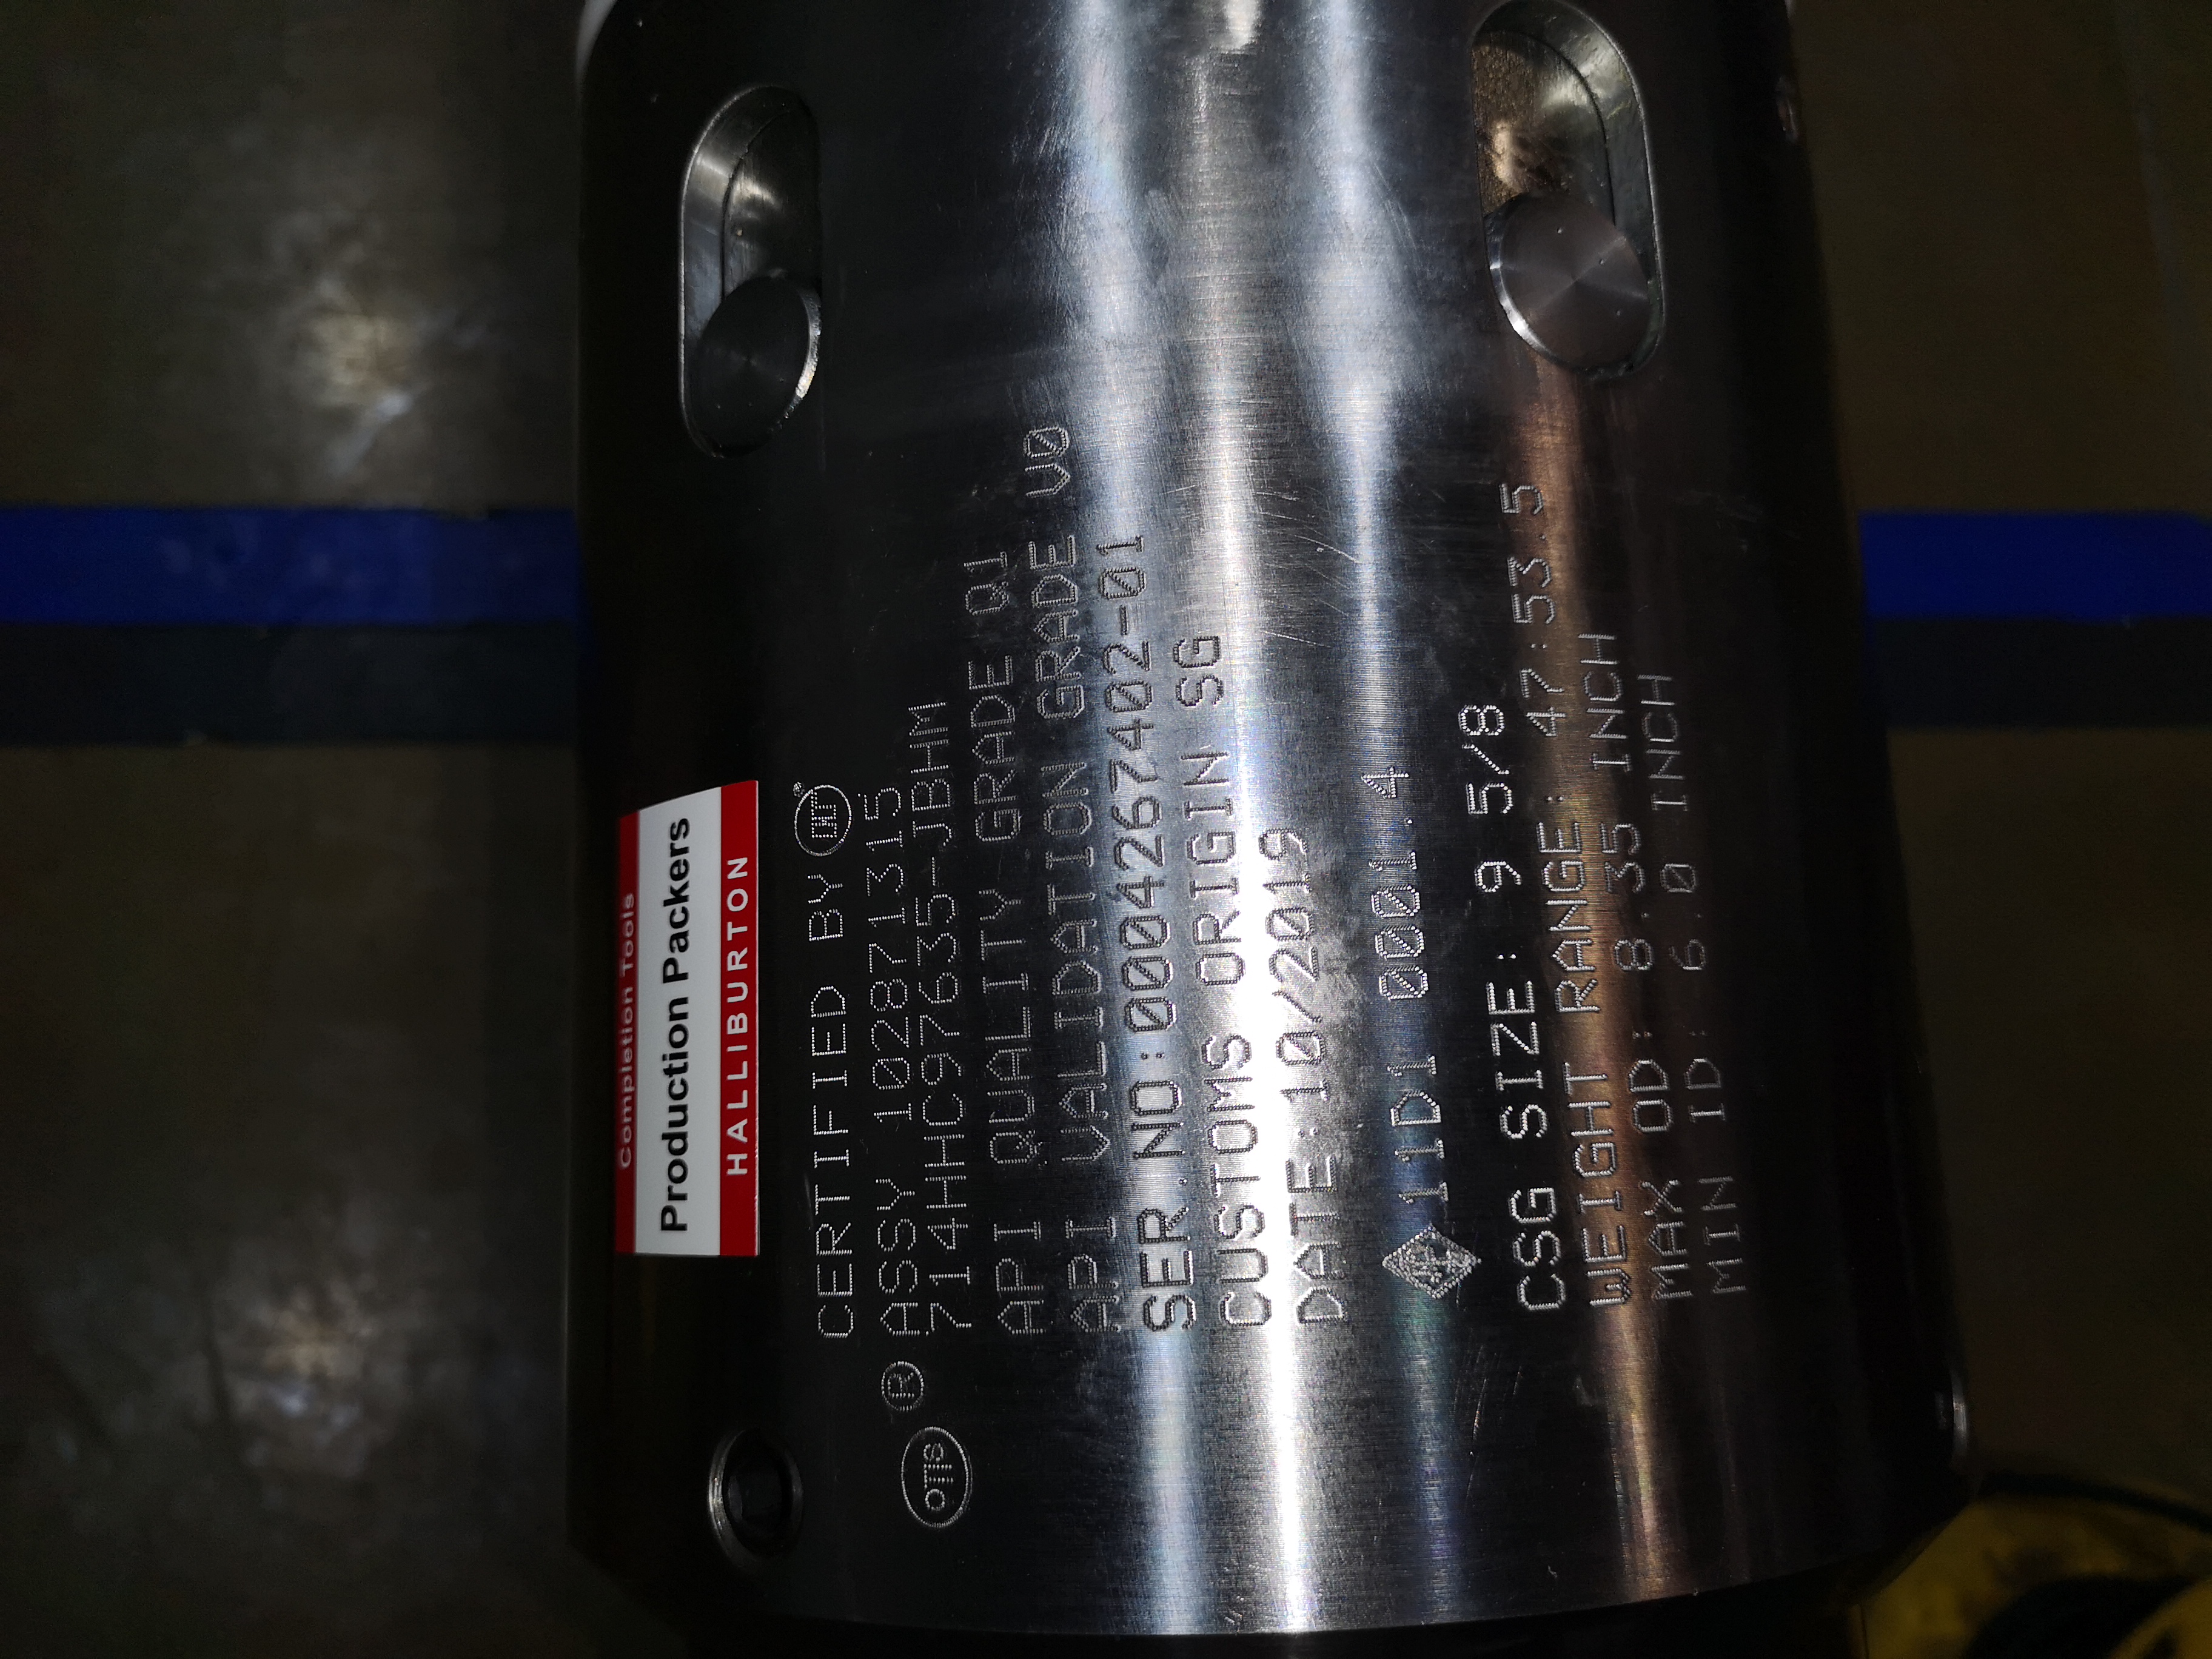 Completion Tools
Production Packers
HALLIBURTON
CERTIFIED BY
OTIS ® ASSY 102871315
714HHC97635-JBHM
API QUALITY GRADE Q1
API VALIDATION GRADE V0
SER.NO:0004267402-01
CUSTOMS ORIGIN SG
DATE:10/2019
11D1 0001.4
CSG SIZE: 9 5/8
WEIGHT RANGE: 47:53.5
MAX OD: 8.35 INCH
MIN ID: 6.0 INCH